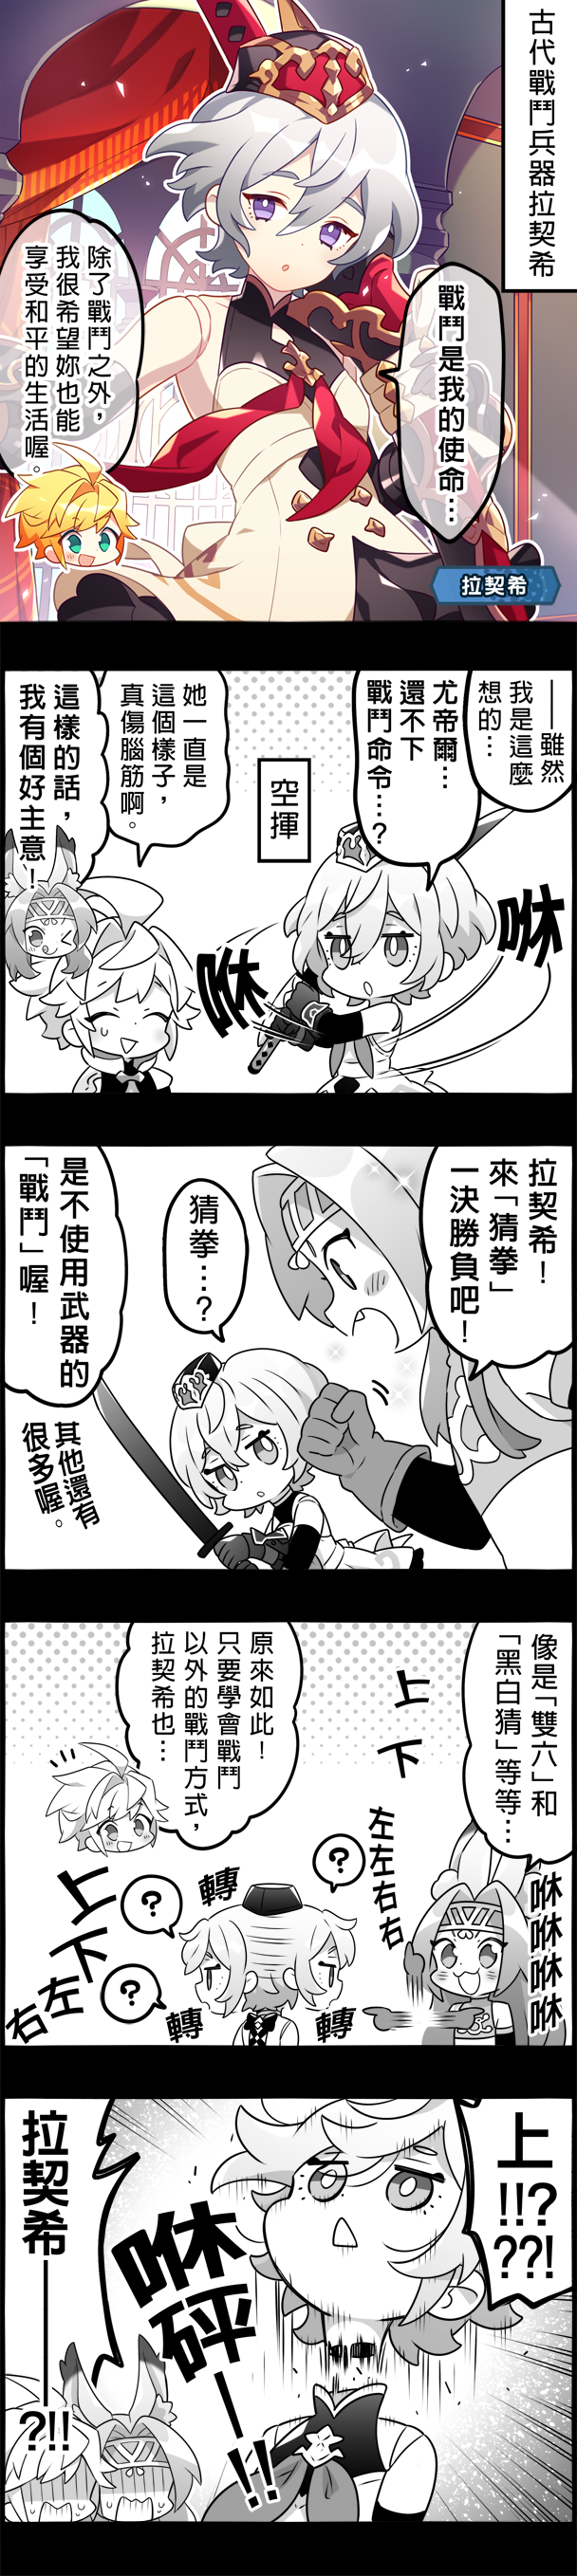 古代戰鬥兵器拉契希
戰鬥是我的使命…
除了戰鬥之外，
我很希望妳也能
享受和平的生活喔。
拉契希
──雖然
我是這麼
想的…
尤帝爾…
還不下
戰鬥命令…？
空揮
咻
咻
她一直是
這個樣子，
真傷腦筋啊。
這樣的話，
我有個好主意！
拉契希！
來「猜拳」
一決勝負吧！
猜拳…？
是不使用武器的
「戰鬥」喔！
其他還有
很多喔。
像是「雙六」和
「黑白猜」等等…
咻咻咻咻
上
下
左左右右
原來如此！
只要學會戰鬥
以外的戰鬥方式，
拉契希也…
？
？
？
轉
轉
轉
上
下
左
右
上
!!?
??!
咻砰─!!
拉契希──?!!